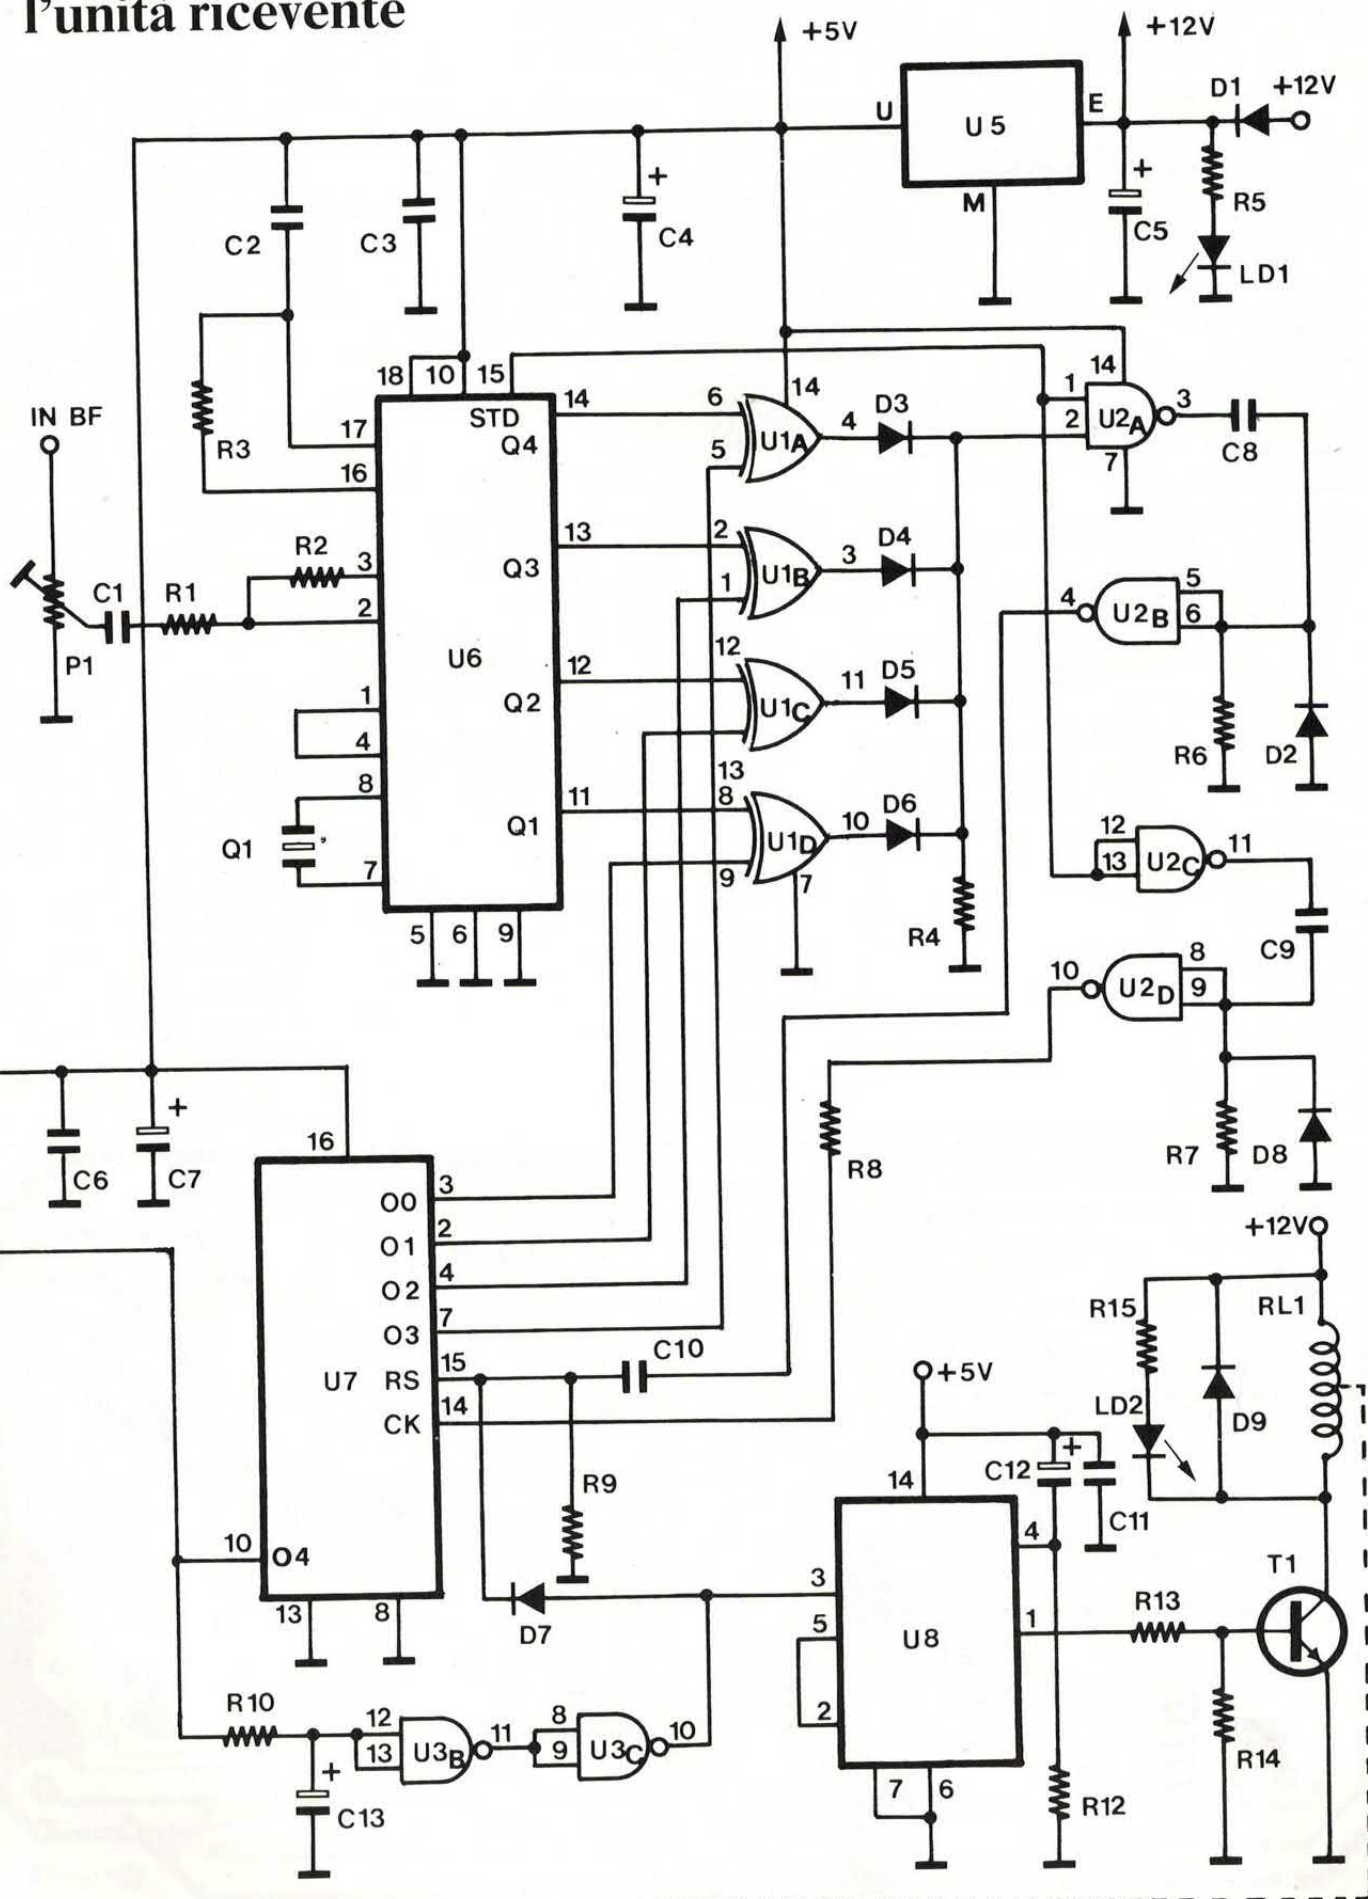 l'unità ricevente
+5V
+12V
U
U5
E
D1
+12V
M
R5
C2
C3
+
C4
+
C5
LD1
18
10
15
STD
14
Q4
6
14
4
D3
1
2
14
U2A
3
IN BF
R3
17
16
5
U1A
7
C8
R2
3
2
13
Q3
2
1
U1B
3
D4
4
U2B
5
6
C1
R1
P1
U6
12
Q2
12
U1C
11
D5
R6
D2
1
4
8
7
Q1
11
Q1
13
8
9
U1D
10
D6
7
R4
12
13
U2C
11
C9
5
6
9
10
U2D
8
9
R7
D8
C6
+
C7
16
R8
O0
3
O1
2
O2
4
O3
7
U7
RS
15
CK
14
C10
R9
10
O4
13
8
D7
+12V
R15
RL1
LD2
D9
+5V
14
C12
+
C11
3
4
5
U8
1
2
7
6
R13
T1
R14
R12
R10
12
13
U3B
11
8
9
U3C
10
+
C13